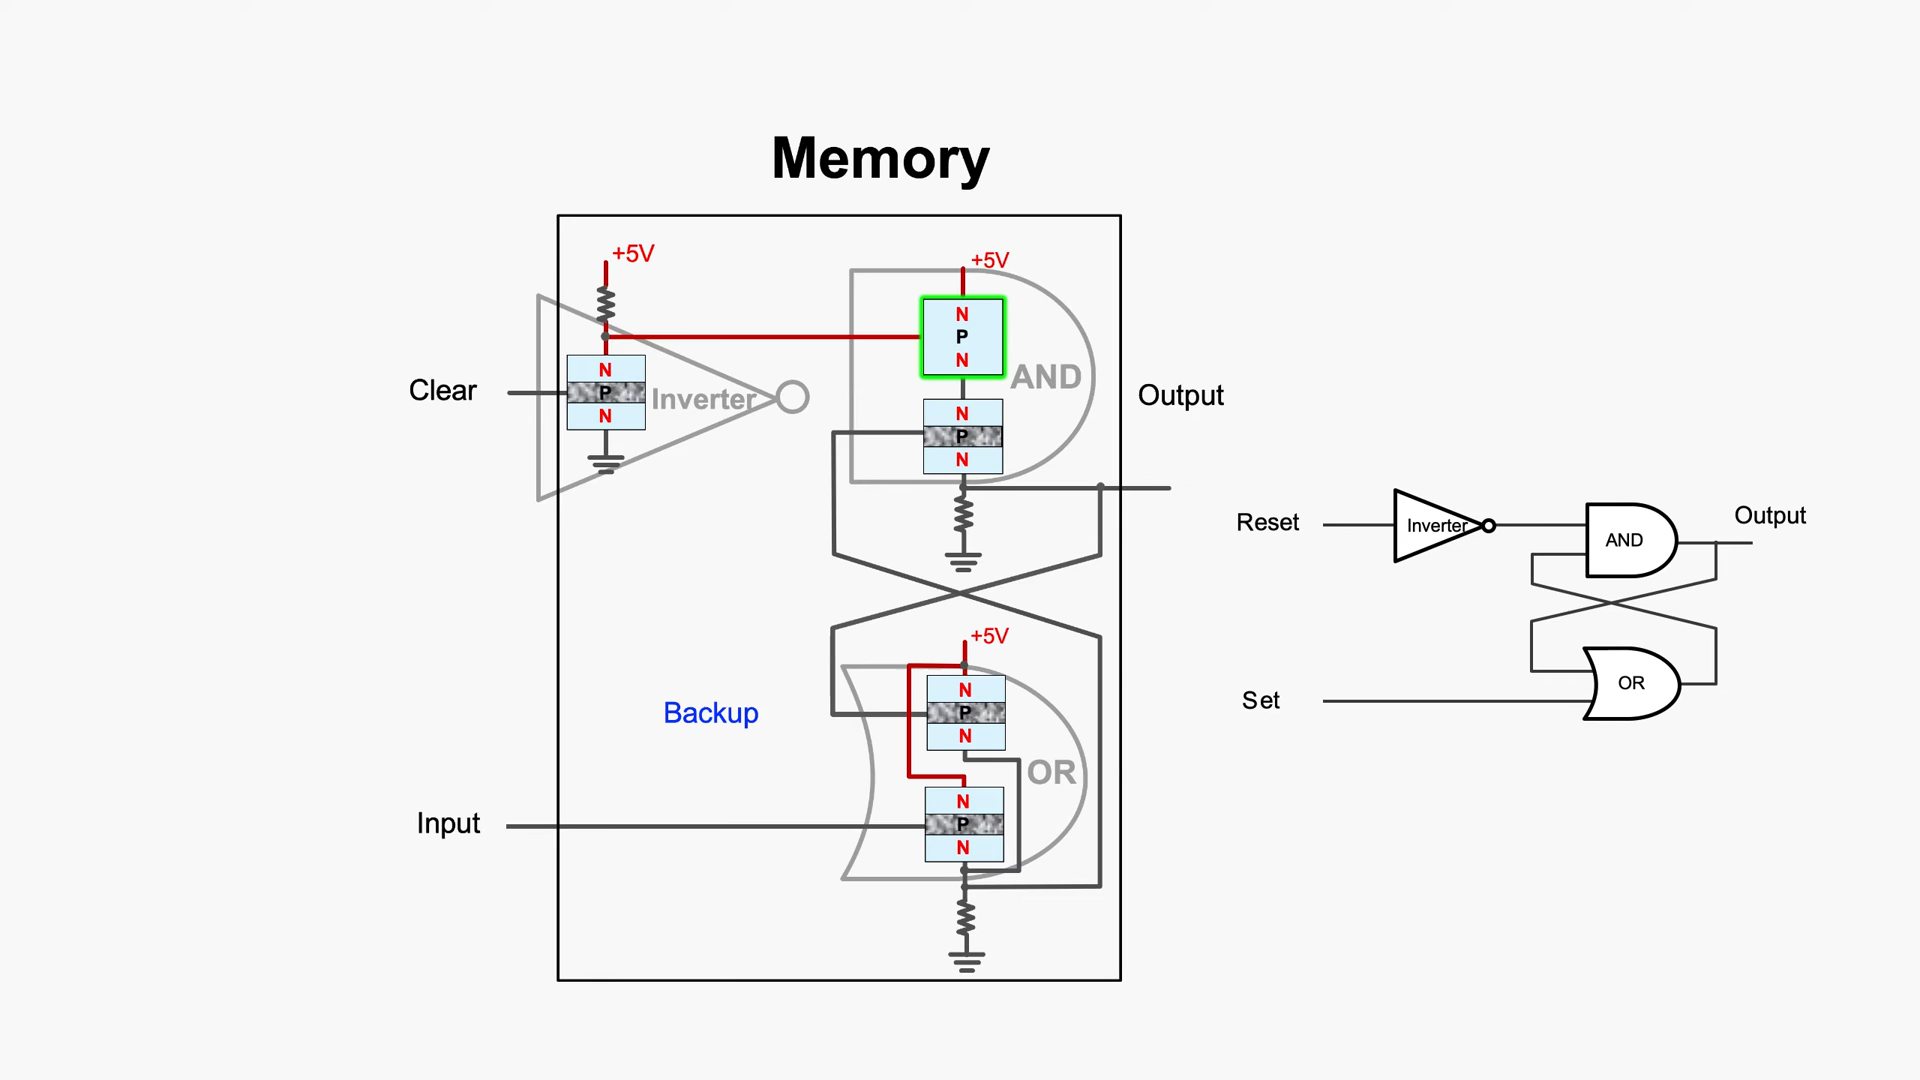 Memory
+5V
+5V
N
P
N
AND
Clear
N
P
N
Inverter
Output
N
P
N
Reset
Inverter
AND
Output
+5V
N
P
N
Backup
OR
Set
OR
N
P
N
Input